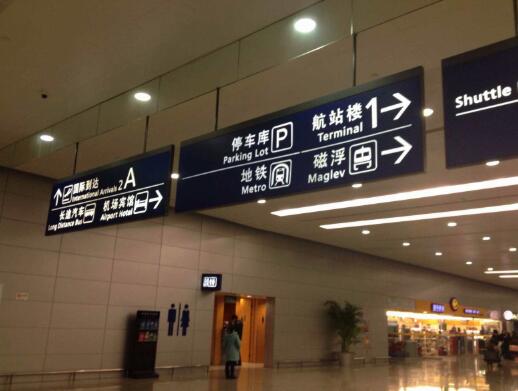 国际到达 2 A
International Arrivals
长途汽车 机场宾馆
Long Distance Bus Airport Hotel
停车库 P 航站楼 1
Parking Lot Terminal
地铁 磁浮
Metro Maglev
Shuttle